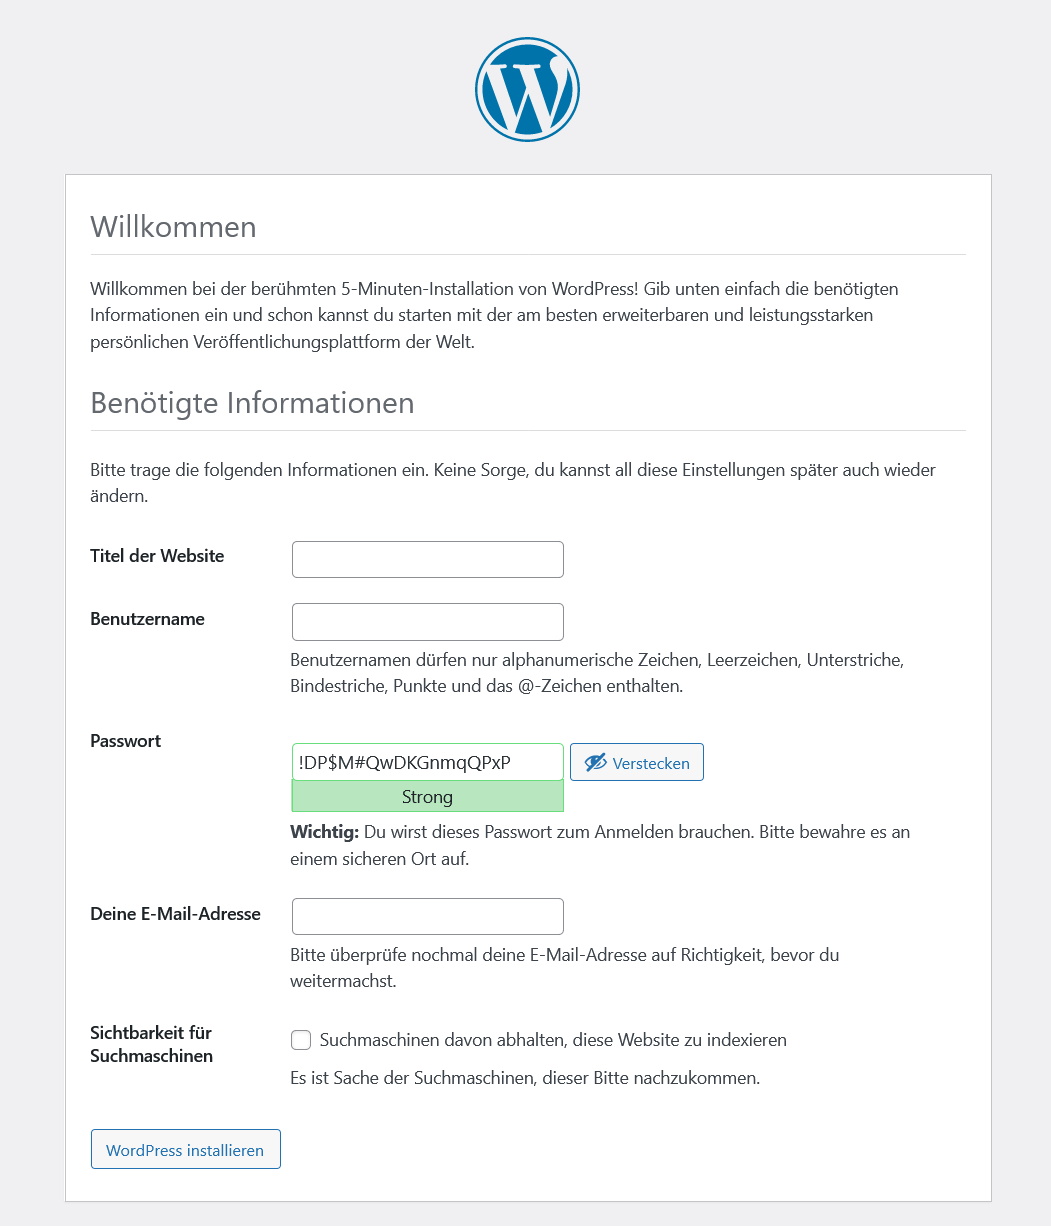 Willkommen
Willkommen bei der berühmten 5-Minuten-Installation von WordPress! Gib unten einfach die benötigten
Informationen ein und schon kannst du starten mit der am besten erweiterbaren und leistungsstarken
persönlichen Veröffentlichungsplattform der Welt.
Benötigte Informationen
Bitte trage die folgenden Informationen ein. Keine Sorge, du kannst all diese Einstellungen später auch wieder
ändern.
Titel der Website
Benutzername
Benutzernamen dürfen nur alphanumerische Zeichen, Leerzeichen, Unterstriche,
Bindestriche, Punkte und das @-Zeichen enthalten.
Passwort
!DP$M#QwDKGnmqQPxP
Verstecken
Strong
Wichtig: Du wirst dieses Passwort zum Anmelden brauchen. Bitte bewahre es an
einem sicheren Ort auf.
Deine E-Mail-Adresse
Bitte überprüfe nochmal deine E-Mail-Adresse auf Richtigkeit, bevor du
weitermachst.
Sichtbarkeit für
Suchmaschinen
Suchmaschinen davon abhalten, diese Website zu indexieren
Es ist Sache der Suchmaschinen, dieser Bitte nachzukommen.
WordPress installieren